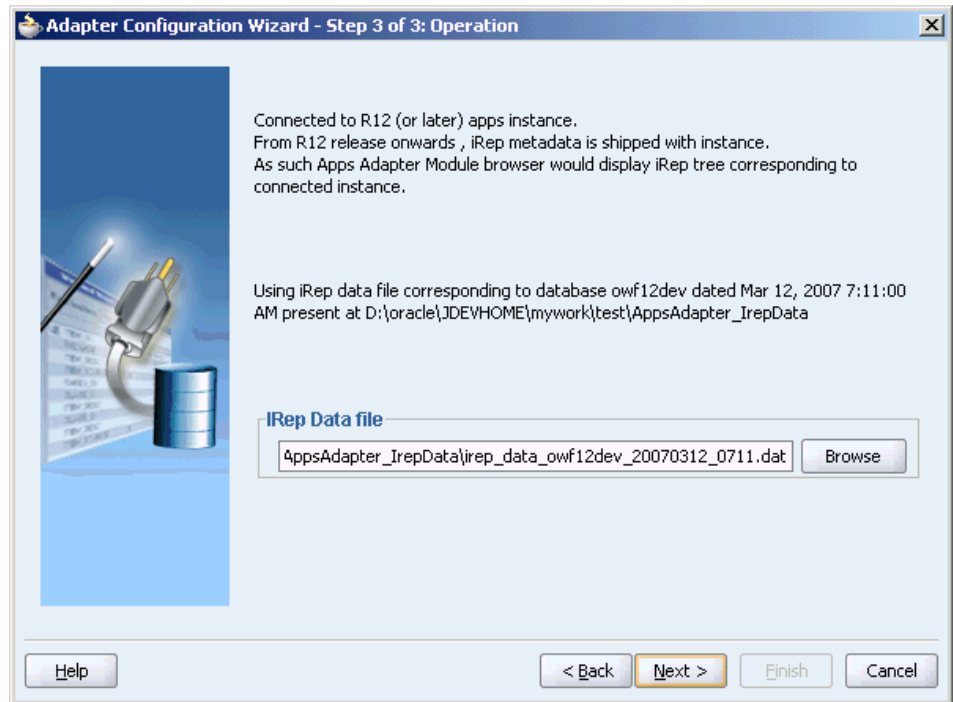 Adapter Configuration Wizard - Step 3 of 3: Operation
Connected to R12 (or later) apps instance.
From R12 release onwards , iRep metadata is shipped with instance.
As such Apps Adapter Module browser would display iRep tree corresponding to
connected instance.
Using iRep data file corresponding to database owf12dev dated Mar 12, 2007 7:11:00
AM present at D:\oracle\JDEVHOME\mywork\test\AppsAdapter_IrepData
IRep Data file
AppsAdapter_IrepData\irep_data_owf12dev_20070312_0711.dat
Browse
Help
< Back
Next >
Finish
Cancel